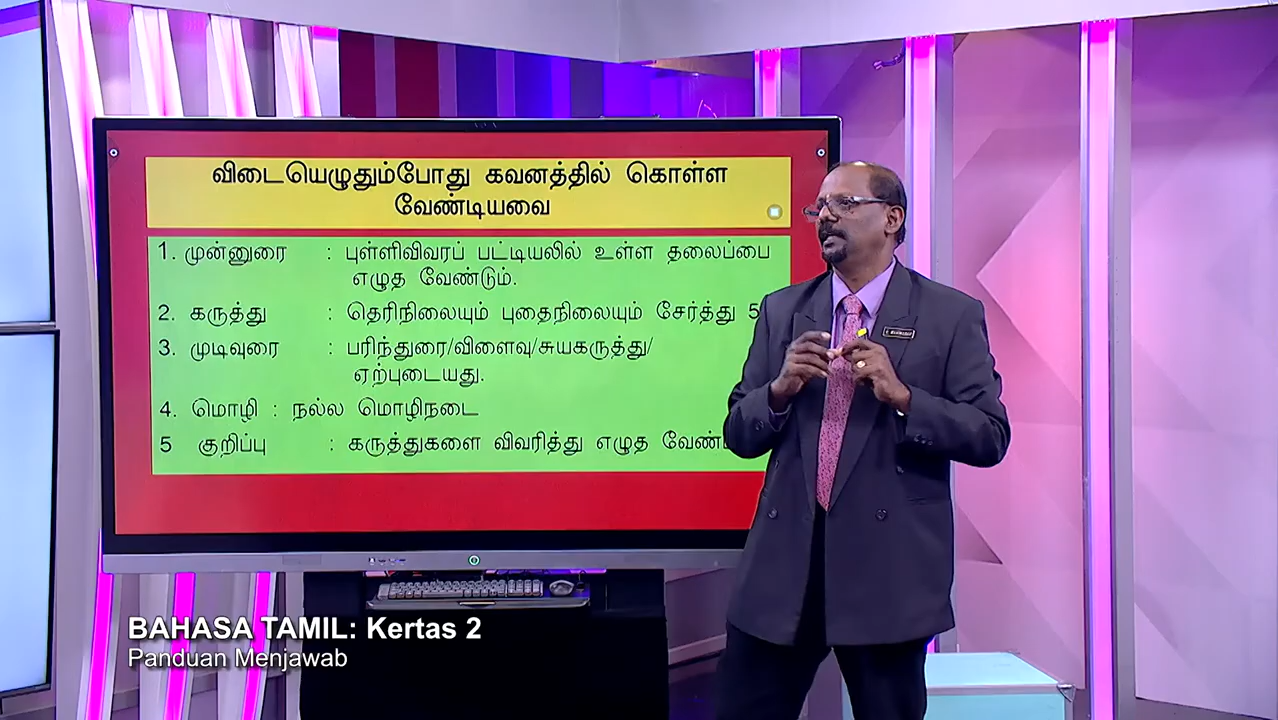 விடையெழுதும்போது கவனத்தில் கொள்ள
வேண்டியவை
1. முன்னுரை : புள்ளிவிவரப் பட்டியலில் உள்ள தலைப்பை
எழுத வேண்டும்.
2. கருத்து : தெரிநிலையும் புதைநிலையும் சேர்த்து 5
3. முடிவுரை : பரிந்துரை/விளைவு/சுயகருத்து/
ஏற்புடையது.
4. மொழி : நல்ல மொழிநடை
5 குறிப்பு : கருத்துகளை விவரித்து எழுத
BAHASA TAMIL: Kertas 2
Panduan Menjawab